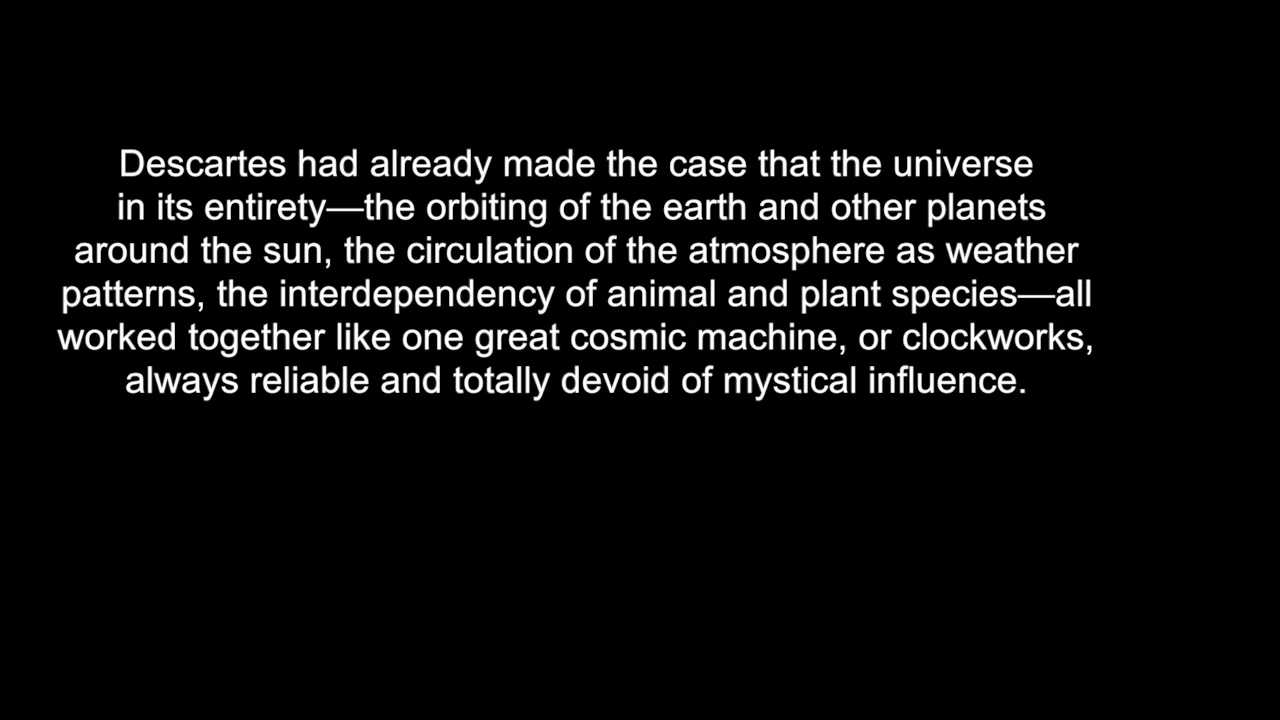 Descartes had already made the case that the universe
in its entirety—the orbiting of the earth and other planets
around the sun, the circulation of the atmosphere as weather
patterns, the interdependency of animal and plant species—all
worked together like one great cosmic machine, or clockworks,
always reliable and totally devoid of mystical influence.